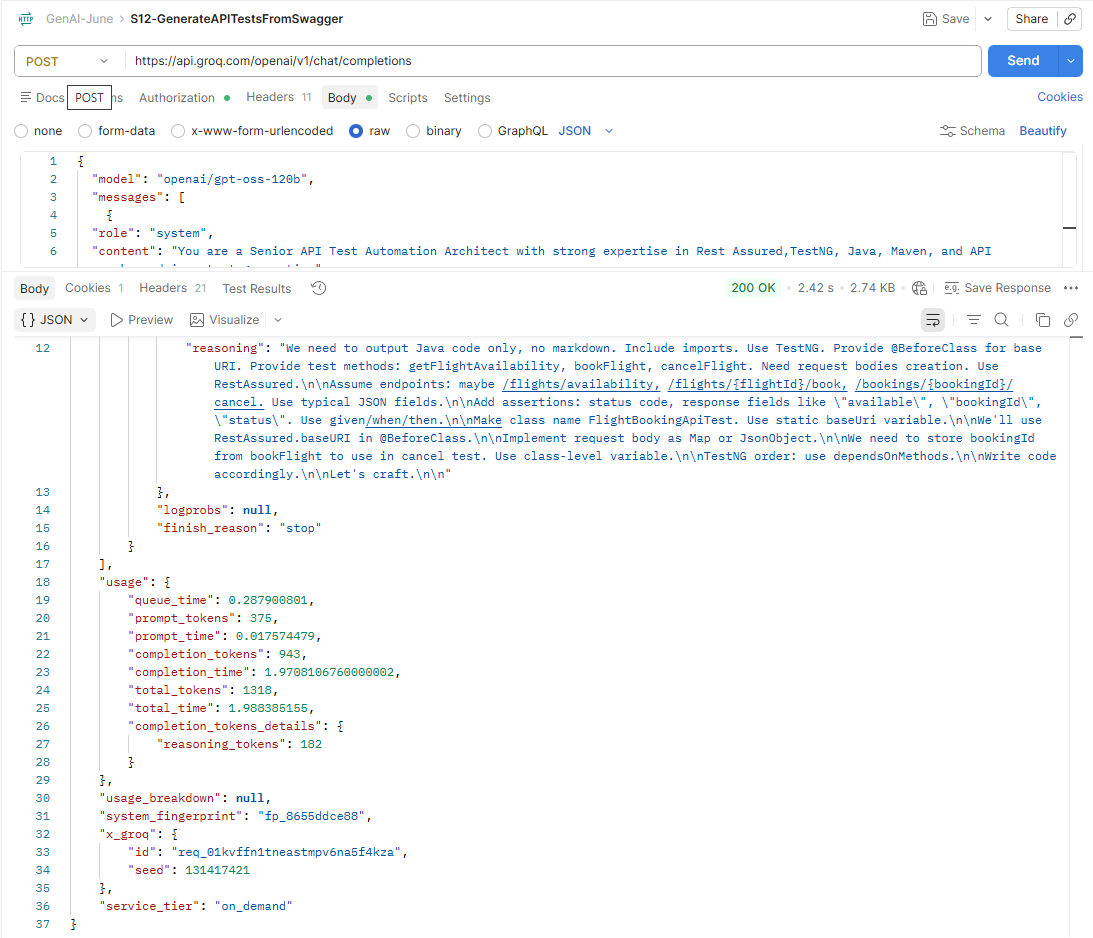 HTTP GenAI-June > S12-GenerateAPITestsFromSwagger Save Share
POST https://api.groq.com/openai/v1/chat/completions Send
Docs POST ns Authorization Headers 11 Body Scripts Settings Cookies
none form-data x-www-form-urlencoded raw binary GraphQL JSON Schema Beautify
1 {
2 "model": "openai/gpt-oss-120b",
3 "messages": [
4 {
5 "role": "system",
6 "content": "You are a Senior API Test Automation Architect with strong expertise in Rest Assured,TestNG, Java, Maven, and API
Body Cookies 1 Headers 21 Test Results 200 OK • 2.42 s • 2.74 KB • e.g. Save Response
{} JSON Preview Visualize
12 "reasoning": "We need to output Java code only, no markdown. Include imports. Use TestNG. Provide @BeforeClass for base
URI. Provide test methods: getFlightAvailability, bookFlight, cancelFlight. Need request bodies creation. Use
RestAssured.\n\nAssume endpoints: maybe /flights/availability, /flights/{flightId}/book, /bookings/{bookingId}/
cancel. Use typical JSON fields.\n\nAdd assertions: status code, response fields like \"available\", \"bookingId\",
\"status\". Use given/when/then.\n\nMake class name FlightBookingApiTest. Use static baseUri variable.\n\nWe'll use
RestAssured.baseURI in @BeforeClass.\n\nImplement request body as Map or JsonObject.\n\nWe need to store bookingId
from bookFlight to use in cancel test. Use class-level variable.\n\nTestNG order: use dependsOnMethods.\n\nWrite code
accordingly.\n\nLet's craft.\n\n"
13 },
14 "logprobs": null,
15 "finish_reason": "stop"
16 }
17 ],
18 "usage": {
19 "queue_time": 0.287900801,
20 "prompt_tokens": 375,
21 "prompt_time": 0.017574479,
22 "completion_tokens": 943,
23 "completion_time": 1.9708106760000002,
24 "total_tokens": 1318,
25 "total_time": 1.988385155,
26 "completion_tokens_details": {
27 "reasoning_tokens": 182
28 }
29 },
30 "usage_breakdown": null,
31 "system_fingerprint": "fp_8655ddce88",
32 "x_groq": {
33 "id": "req_01kvffn1tneastmpv6na5f4kza",
34 "seed": 131417421
35 },
36 "service_tier": "on_demand"
37 }